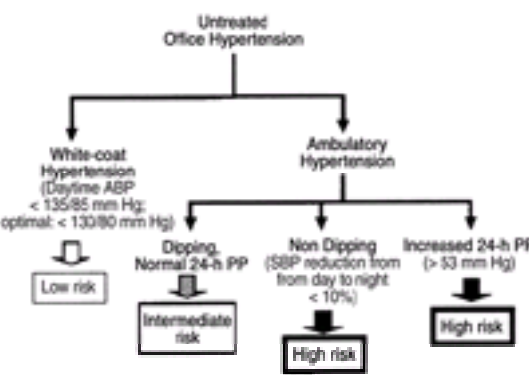 Untreated
Office Hypertension
White-coat
Hypertension
(Daytime ABP
< 135/85 mm Hg;
optimal: < 130/80 mm Hg)
Low risk
Ambulatory
Hypertension
Dipping,
Normal 24-h PP
Intermediate
risk
Non Dipping
(SBP reduction from
from day to night
< 10%)
High risk
Increased 24-h PP
(> 53 mm Hg)
High risk